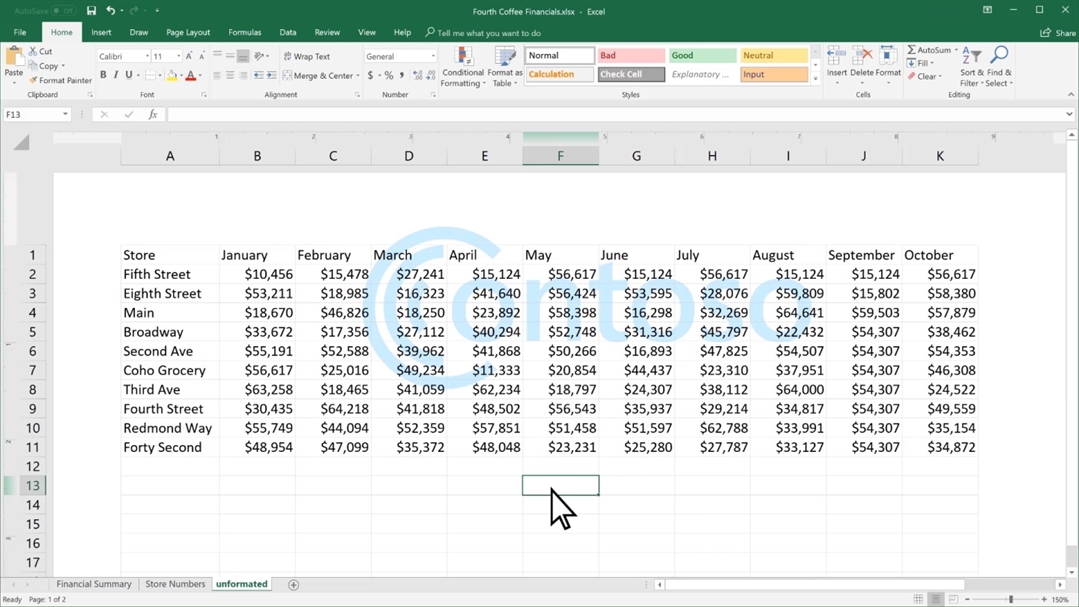 AutoSave Off
Fourth Coffee Financials.xlsx - Excel
File Home Insert Draw Page Layout Formulas Data Review View Help Tell me what you want to do Share
Paste Cut Copy Format Painter Clipboard
Calibri 11 B I U Font
Wrap Text Merge & Center Alignment
General $ % , Number
Conditional Formatting Format as Table
Normal Bad Good Neutral
Calculation Check Cell Explanatory ... Input
Styles
Insert Delete Format Cells
AutoSum Fill Clear Sort & Filter Find & Select Editing
F13 fx
A B C D E F G H I J K
Contoso
1 Store January February March April May June July August September October
2 Fifth Street $10,456 $15,478 $27,241 $15,124 $56,617 $15,124 $56,617 $15,124 $15,124 $56,617
3 Eighth Street $53,211 $18,985 $16,323 $41,640 $56,424 $53,595 $28,076 $59,809 $15,802 $58,380
4 Main $18,670 $46,826 $18,250 $23,892 $58,398 $16,298 $32,269 $64,641 $59,503 $57,879
5 Broadway $33,672 $17,356 $27,112 $40,294 $52,748 $31,316 $45,797 $22,432 $54,307 $38,462
6 Second Ave $55,191 $52,588 $39,962 $41,868 $50,266 $16,893 $47,825 $54,507 $54,307 $54,353
7 Coho Grocery $56,617 $25,016 $49,234 $11,333 $20,854 $44,437 $23,310 $37,951 $54,307 $46,308
8 Third Ave $63,258 $18,465 $41,059 $62,234 $18,797 $24,307 $38,112 $64,000 $54,307 $24,522
9 Fourth Street $30,435 $64,218 $41,818 $48,502 $56,543 $35,937 $29,214 $34,817 $54,307 $49,559
10 Redmond Way $55,749 $44,094 $52,359 $57,851 $51,458 $51,597 $62,788 $33,991 $54,307 $35,154
11 Forty Second $48,954 $47,099 $35,372 $48,048 $23,231 $25,280 $27,787 $33,127 $54,307 $34,872
12
13
14
15
16
17
Financial Summary Store Numbers unformated
Ready Page: 1 of 2 150%